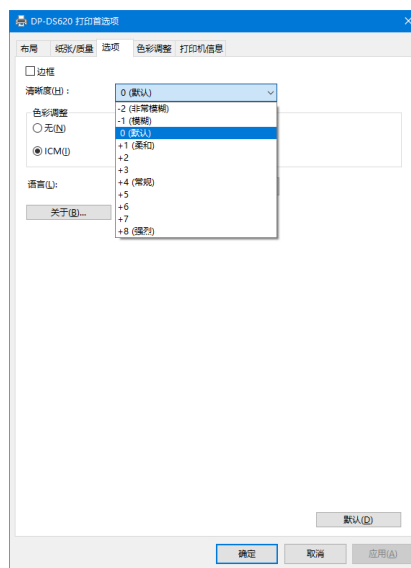 DP-DS620 打印首选项
布局 纸张/质量 选项 色彩调整 打印机信息
边框
清晰度(H)： 0 (默认)
-2 (非常模糊)
-1 (模糊)
0 (默认)
+1 (柔和)
+2
+3
+4 (常规)
+5
+6
+7
+8 (强烈)
色彩调整
无(N)
ICM(I)
语言(L):
关于(B)...
默认(D)
确定 取消 应用(A)